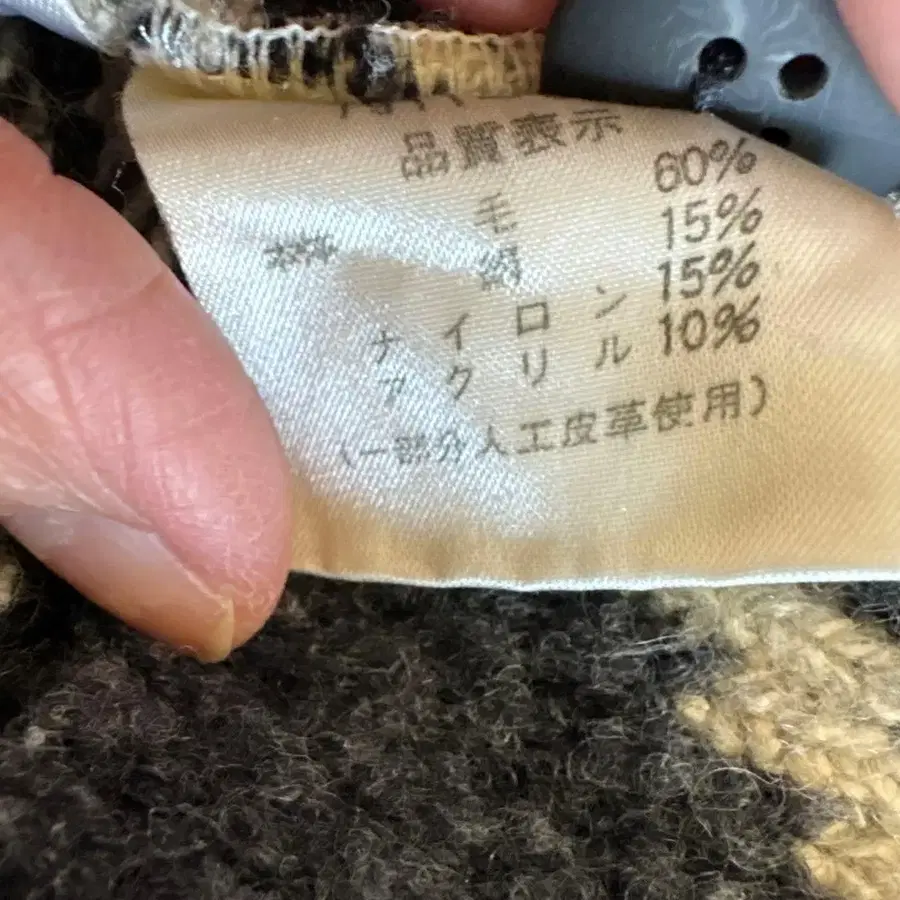 品質表示
毛 60%
** 絹 15%
ナイロン 15%
アクリル 10%
(一部分人工皮革使用)